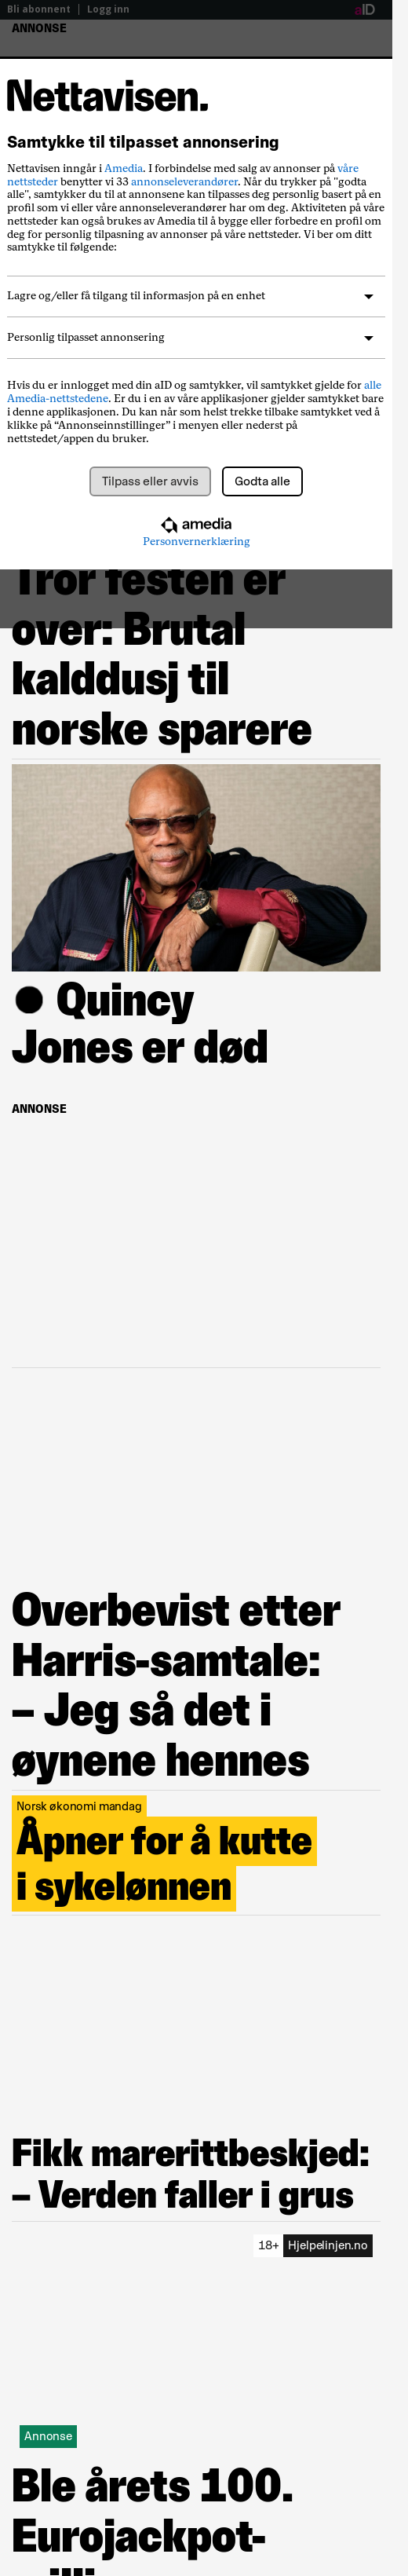 Bli abonnent | Logg inn aID
ANNONSE
Nettavisen.
Samtykke til tilpasset annonsering
Nettavisen inngår i Amedia. I forbindelse med salg av annonser på våre
nettsteder benytter vi 33 annonseleverandører. Når du trykker på "godta
alle", samtykker du til at annonsene kan tilpasses deg personlig basert på en
profil som vi eller våre annonseleverandører har om deg. Aktiviteten på våre
nettsteder kan også brukes av Amedia til å bygge eller forbedre en profil om
deg for personlig tilpasning av annonser på våre nettsteder. Vi ber om ditt
samtykke til følgende:
Lagre og/eller få tilgang til informasjon på en enhet
Personlig tilpasset annonsering
Hvis du er innlogget med din aID og samtykker, vil samtykket gjelde for alle
Amedia-nettstedene. Er du i en av våre applikasjoner gjelder samtykket bare
i denne applikasjonen. Du kan når som helst trekke tilbake samtykket ved å
klikke på “Annonseinnstillinger” i menyen eller nederst på
nettstedet/appen du bruker.
Tilpass eller avvis Godta alle
amedia
Personvernerklæring
Tror festen er
over: Brutal
kalddusj til
norske sparere
Quincy
Jones er død
ANNONSE
Overbevist etter
Harris-samtale:
– Jeg så det i
øynene hennes
Norsk økonomi mandag
Åpner for å kutte
i sykelønnen
Fikk marerittbeskjed:
– Verden faller i grus
18+ Hjelpelinjen.no
Annonse
Ble årets 100.
Eurojackpot-